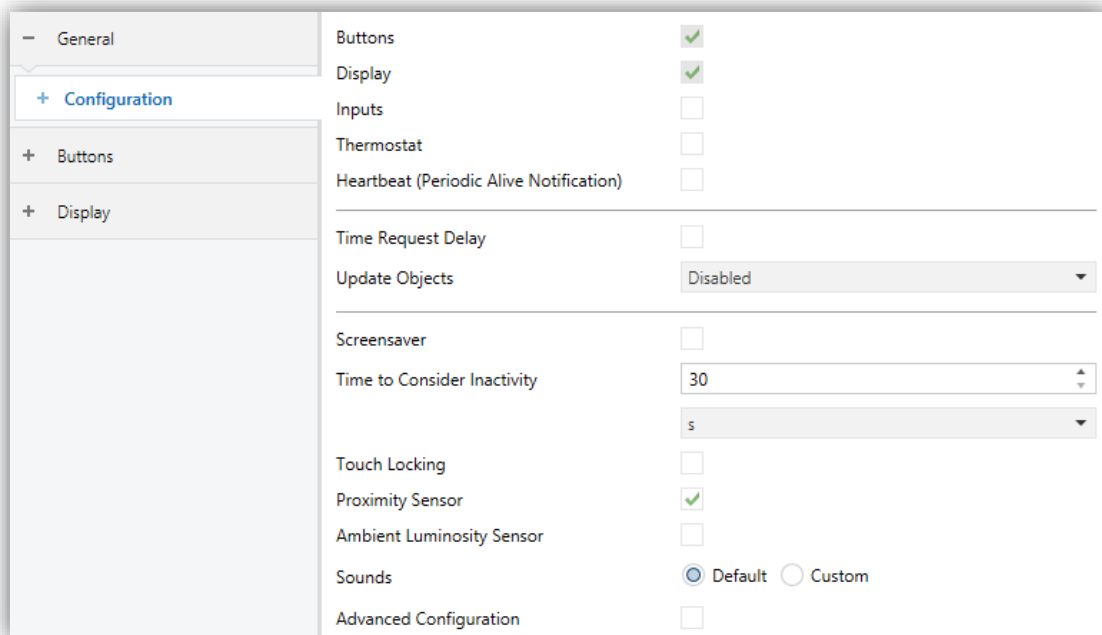 General
Configuration
Buttons
Display
Buttons
Display
Inputs
Thermostat
Heartbeat (Periodic Alive Notification)
Time Request Delay
Update Objects Disabled
Screensaver
Time to Consider Inactivity 30
s
Touch Locking
Proximity Sensor
Ambient Luminosity Sensor
Sounds Default Custom
Advanced Configuration